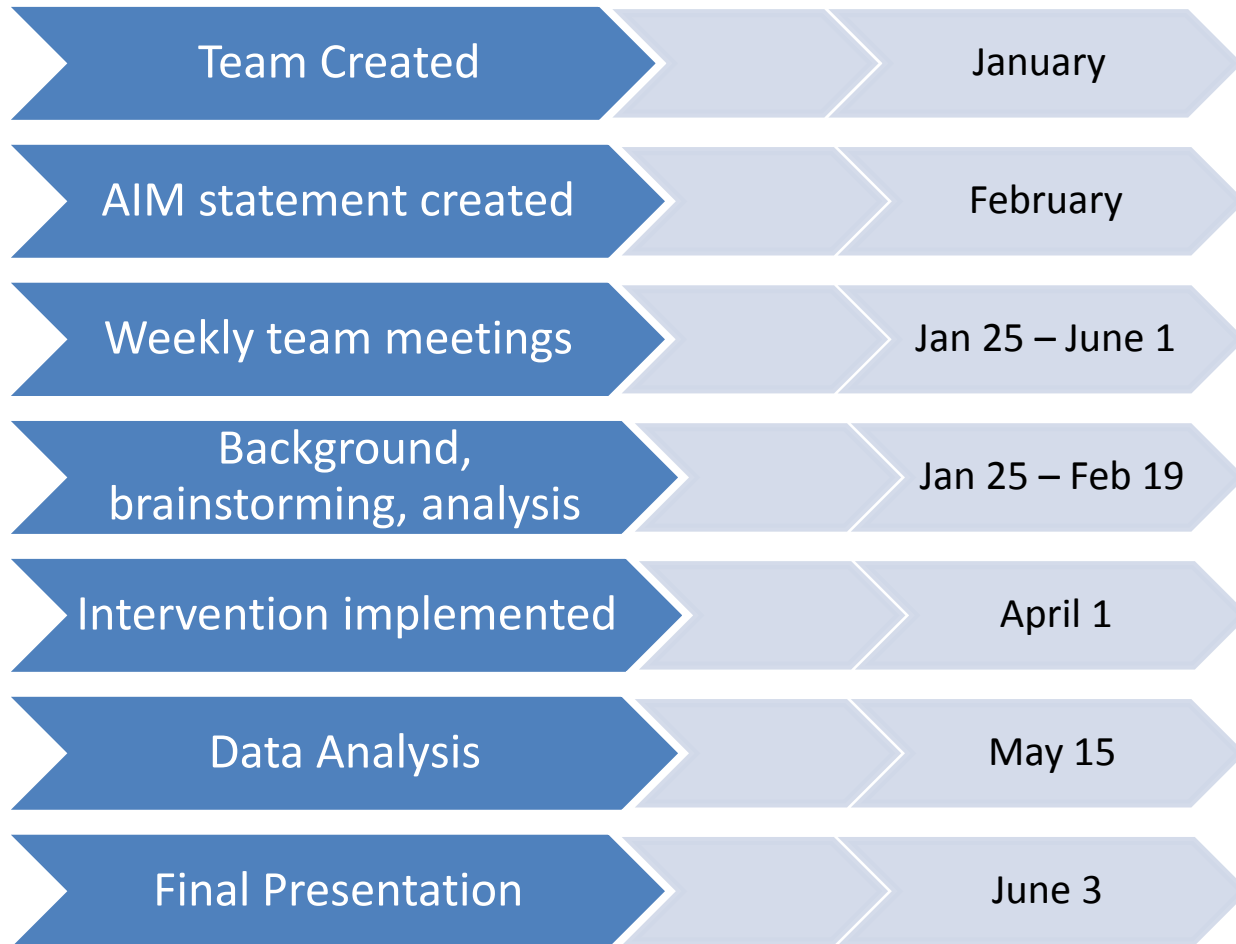 Team Created
January
AIM statement created
February
Weekly team meetings
Jan 25 – June 1
Background,
brainstorming, analysis
Jan 25 – Feb 19
Intervention implemented
April 1
Data Analysis
May 15
Final Presentation
June 3